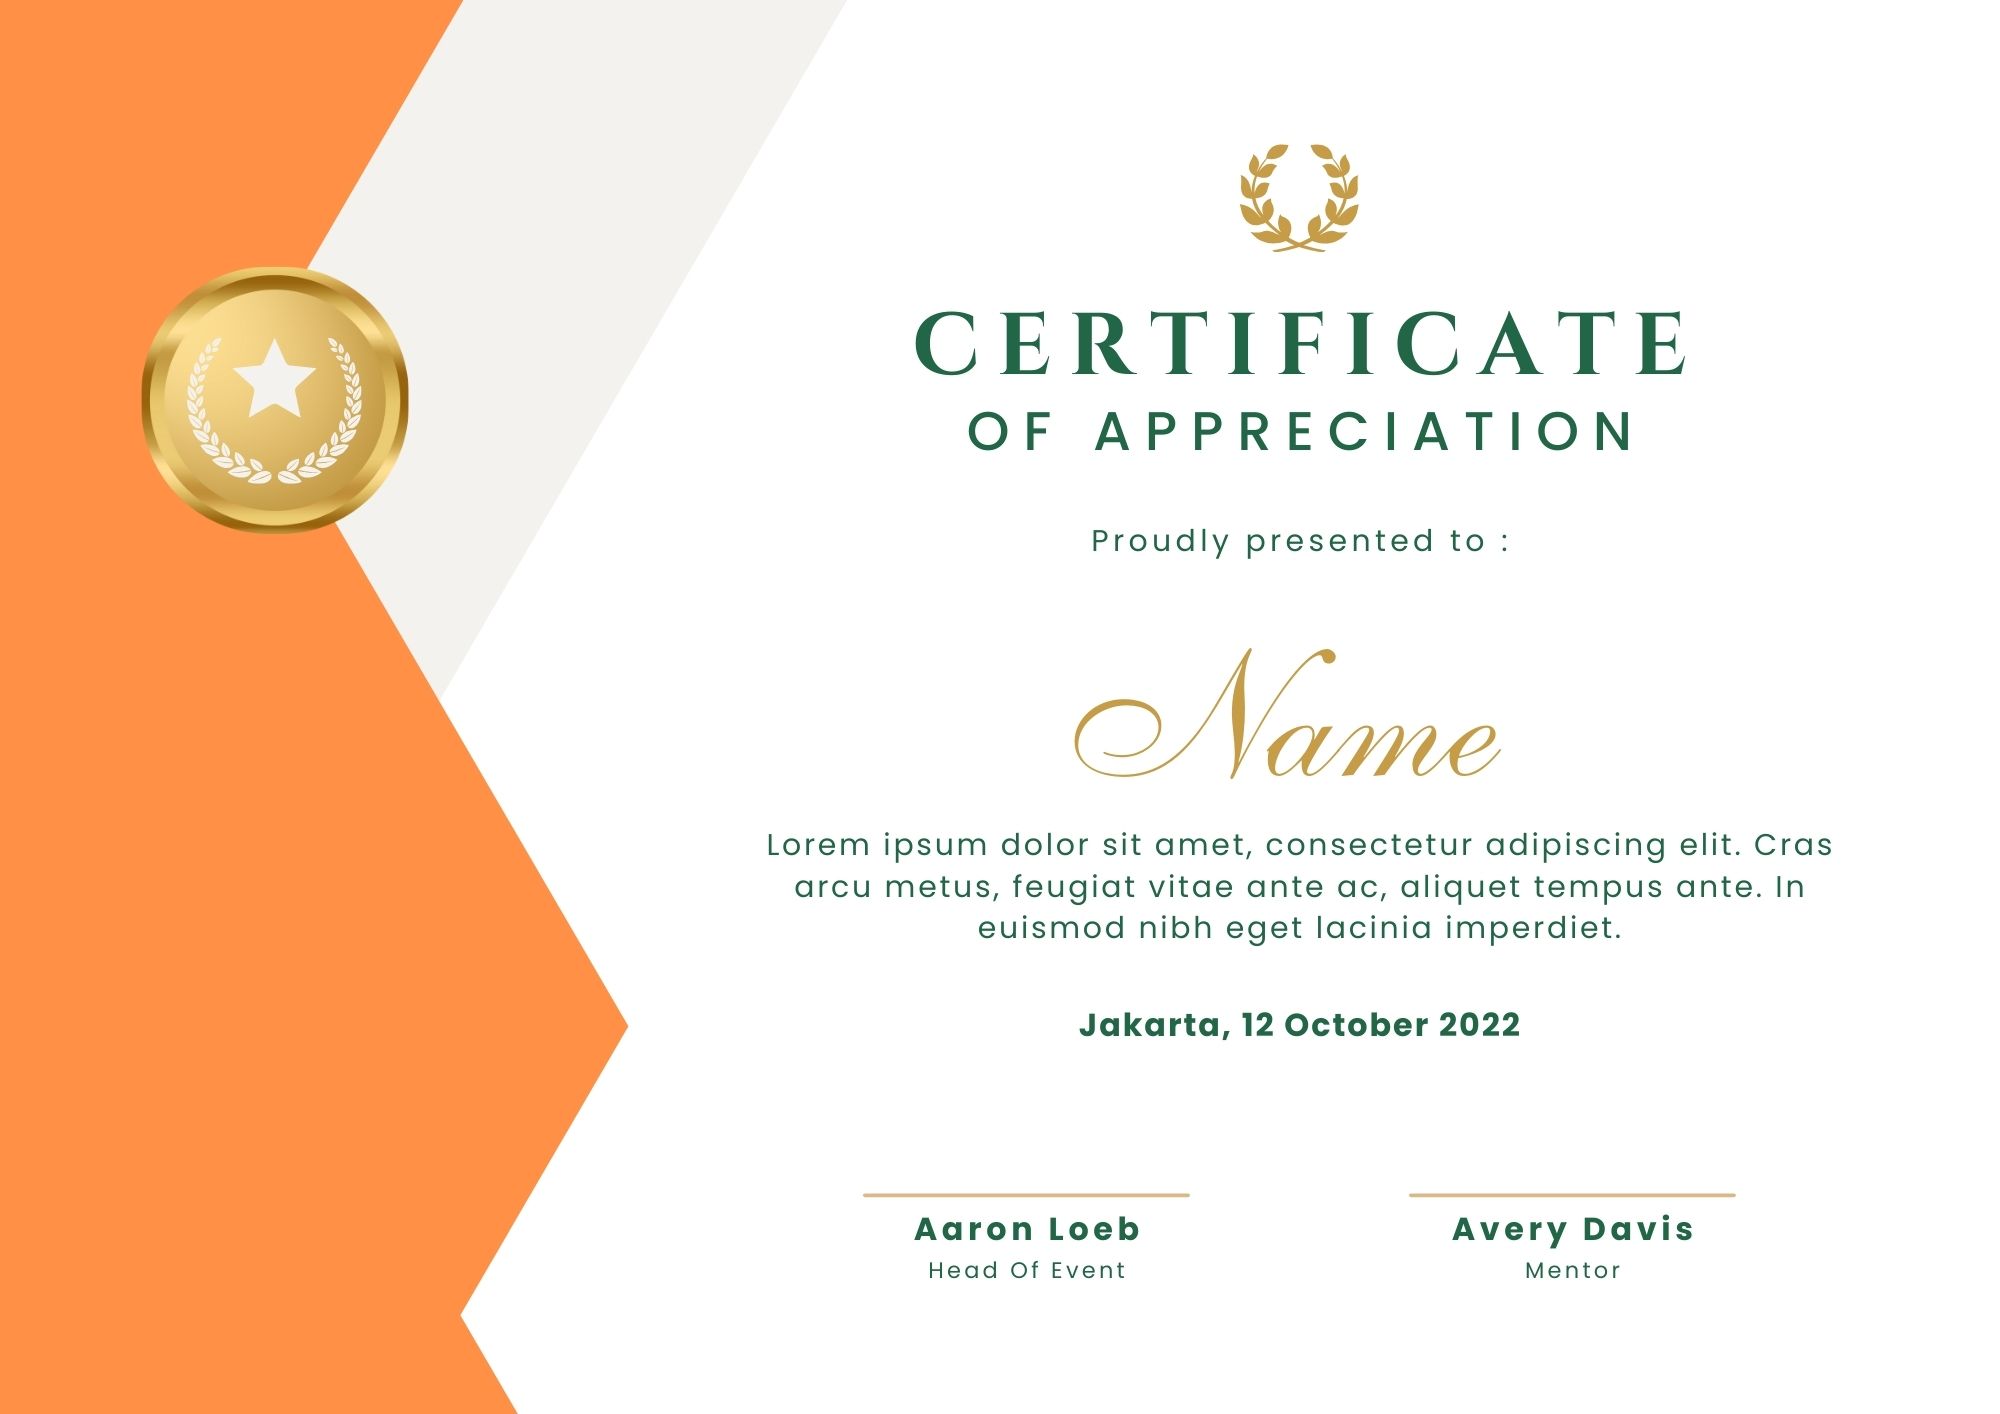 CERTIFICATE
OF APPRECIATION
Proudly presented to :
Name
Lorem ipsum dolor sit amet, consectetur adipiscing elit. Cras
arcu metus, feugiat vitae ante ac, aliquet tempus ante. In
euismod nibh eget lacinia imperdiet.
Jakarta, 12 October 2022
Aaron Loeb
Head Of Event
Avery Davis
Mentor